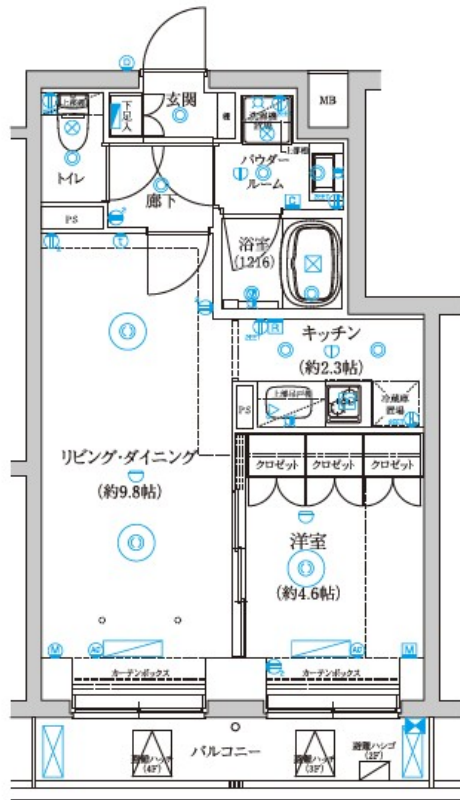 玄関
下足入
MB
トイレ
廊下
パウダー
ルーム
上部棚
PS
浴室
(1216)
R
キッチン
(約2.3帖)
PS
上部吊戸棚
冷蔵庫
置場
リビング・ダイニング
(約9.8帖)
クロゼット
クロゼット
クロゼット
洋室
(約4.6帖)
M
AC
AC
M
カーテンボックス
カーテンボックス
バルコニー
避難ハッチ
(4F)
避難ハッチ
(3F)
避難ハシゴ
(2F)